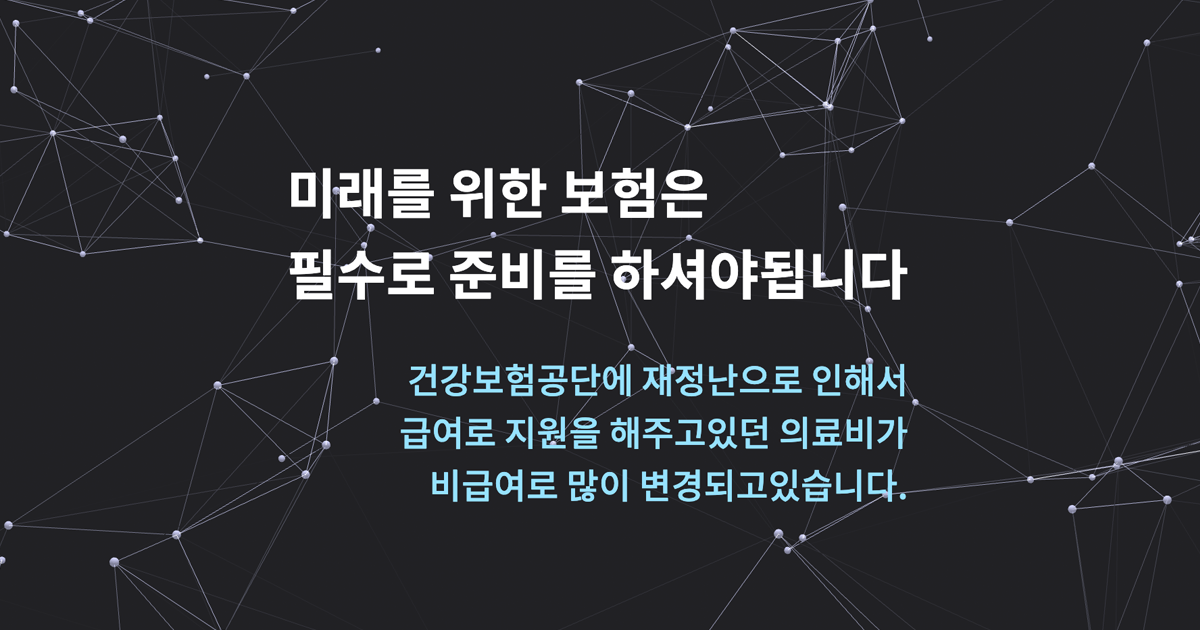 미래를 위한 보험은
필수로 준비를 하셔야됩니다
건강보험공단에 재정난으로 인해서
급여로 지원을 해주고있던 의료비가
비급여로 많이 변경되고있습니다.